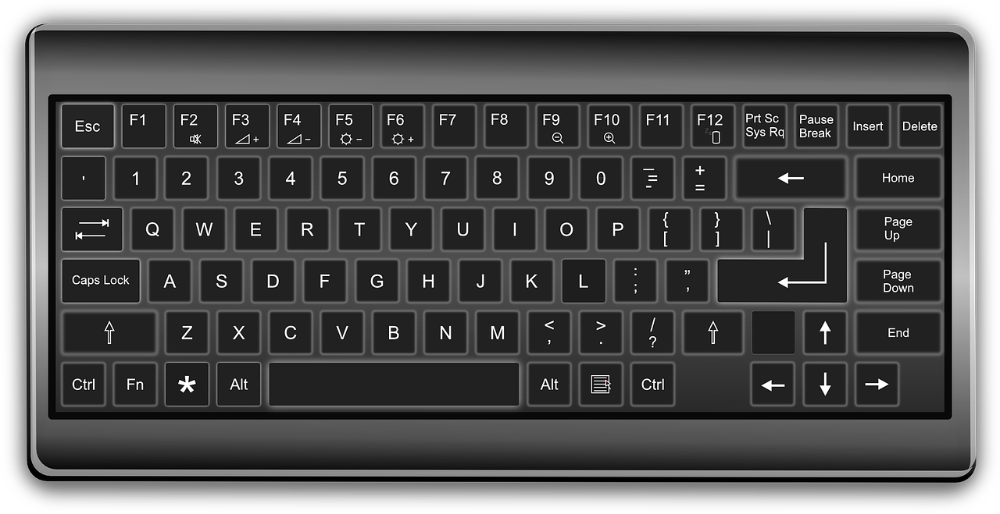 Esc F1 F2 F3 + F4 – F5 – F6 + F7 F8 F9 F10 F11 F12 Prt Sc Sys Rq Pause Break Insert Delete
' 1 2 3 4 5 6 7 8 9 0 _ = - + = ← Home
Q W E R T Y U I O P { [ } ] \ | Page Up
Caps Lock A S D F G H J K L : ; ” ’ Page Down
⇧ Z X C V B N M < , > . / ? ⇧ ↑ End
Ctrl Fn * Alt Alt Ctrl ← ↓ →